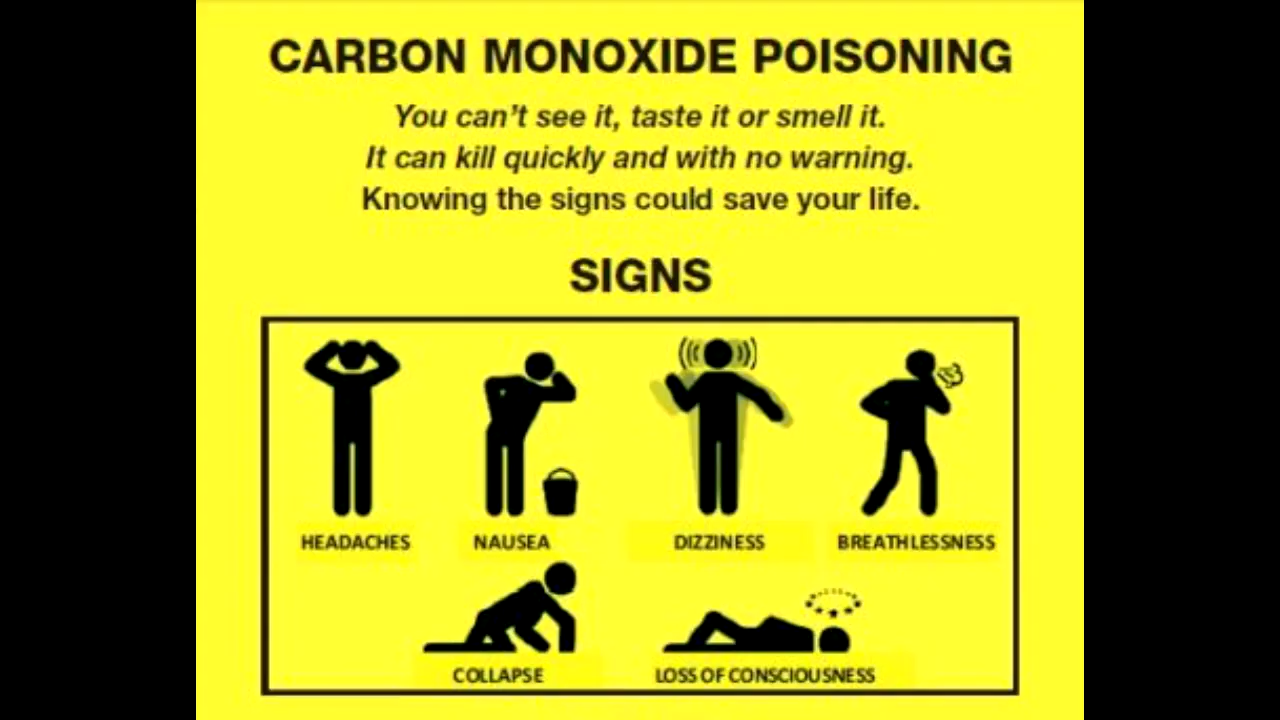 CARBON MONOXIDE POISONING
You can't see it, taste it or smell it.
It can kill quickly and with no warning.
Knowing the signs could save your life.
SIGNS
HEADACHES NAUSEA DIZZINESS BREATHLESSNESS
COLLAPSE LOSS OF CONSCIOUSNESS